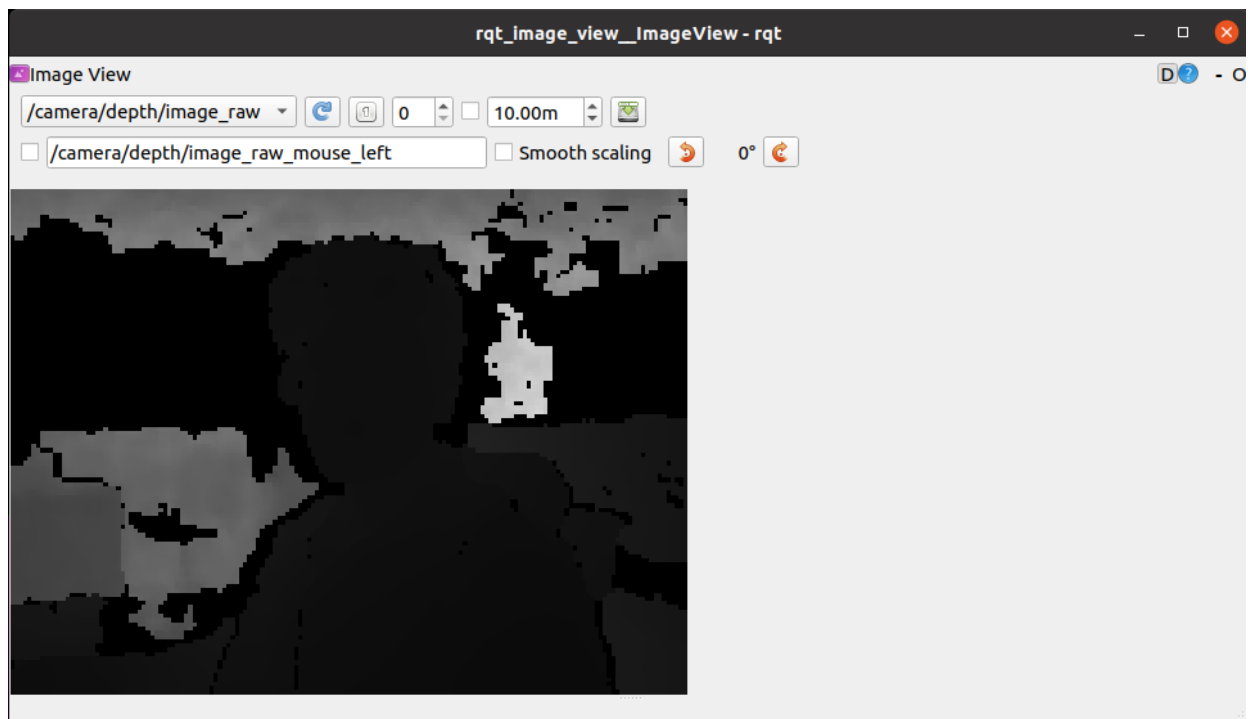 rqt_image_view__ImageView - rqt
Image View D ? - O
/camera/depth/image_raw 0 10.00m
/camera/depth/image_raw_mouse_left Smooth scaling 0°